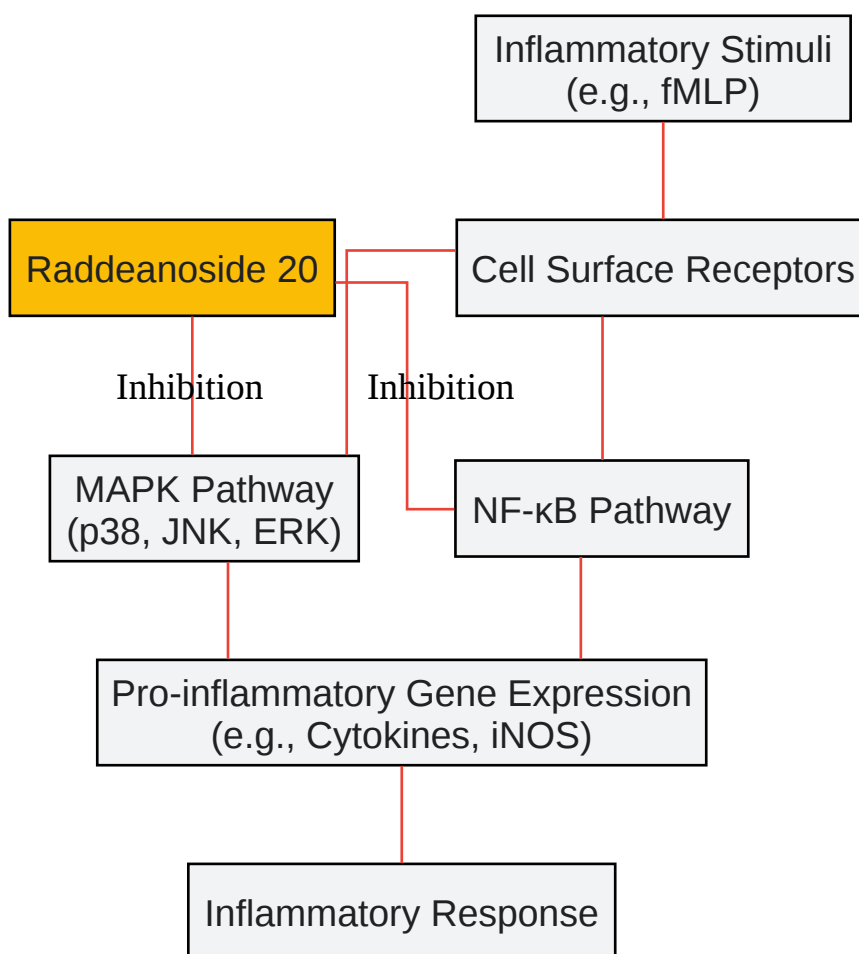 Inflammatory Stimuli
(e.g., fMLP)
Raddeanoside 20
Cell Surface Receptors
Inhibition
Inhibition
MAPK Pathway
(p38, JNK, ERK)
NF-κB Pathway
Pro-inflammatory Gene Expression
(e.g., Cytokines, iNOS)
Inflammatory Response